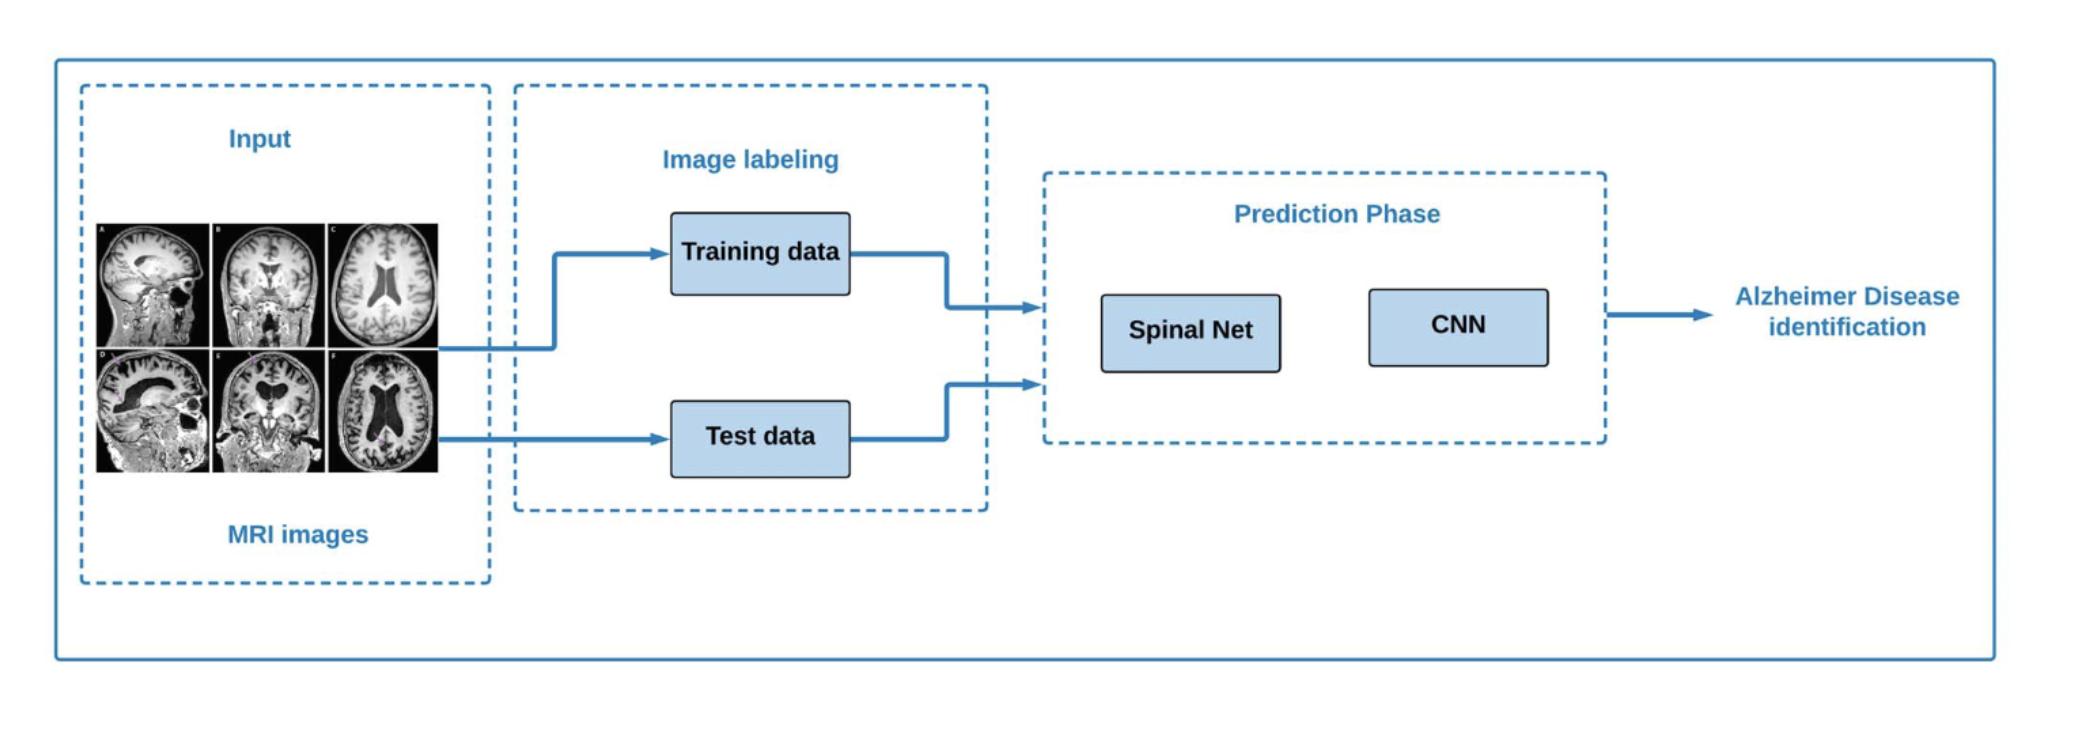 Input
A
B
C
D
E
F
MRI images
Image labeling
Training data
Test data
Prediction Phase
Spinal Net
CNN
Alzheimer Disease
identification